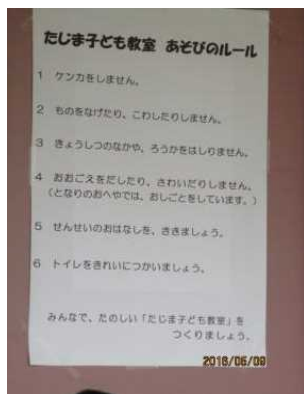 たじま子ども教室 あそびのルール
1 ケンカをしません。
2 ものをなげたり、こわしたりしません。
3 きょうしつのなかや、ろうかをはしりません。
4 おおごえをだしたり、さわいだりしません。
(となりのおへやでは、おしごとをしています。)
5 せんせいのおはなしを、ききましょう。
6 トイレをきれいにつかいましょう。
みんなで、たのしい「たじま子ども教室」を
つくりましょう。
2016/06/09